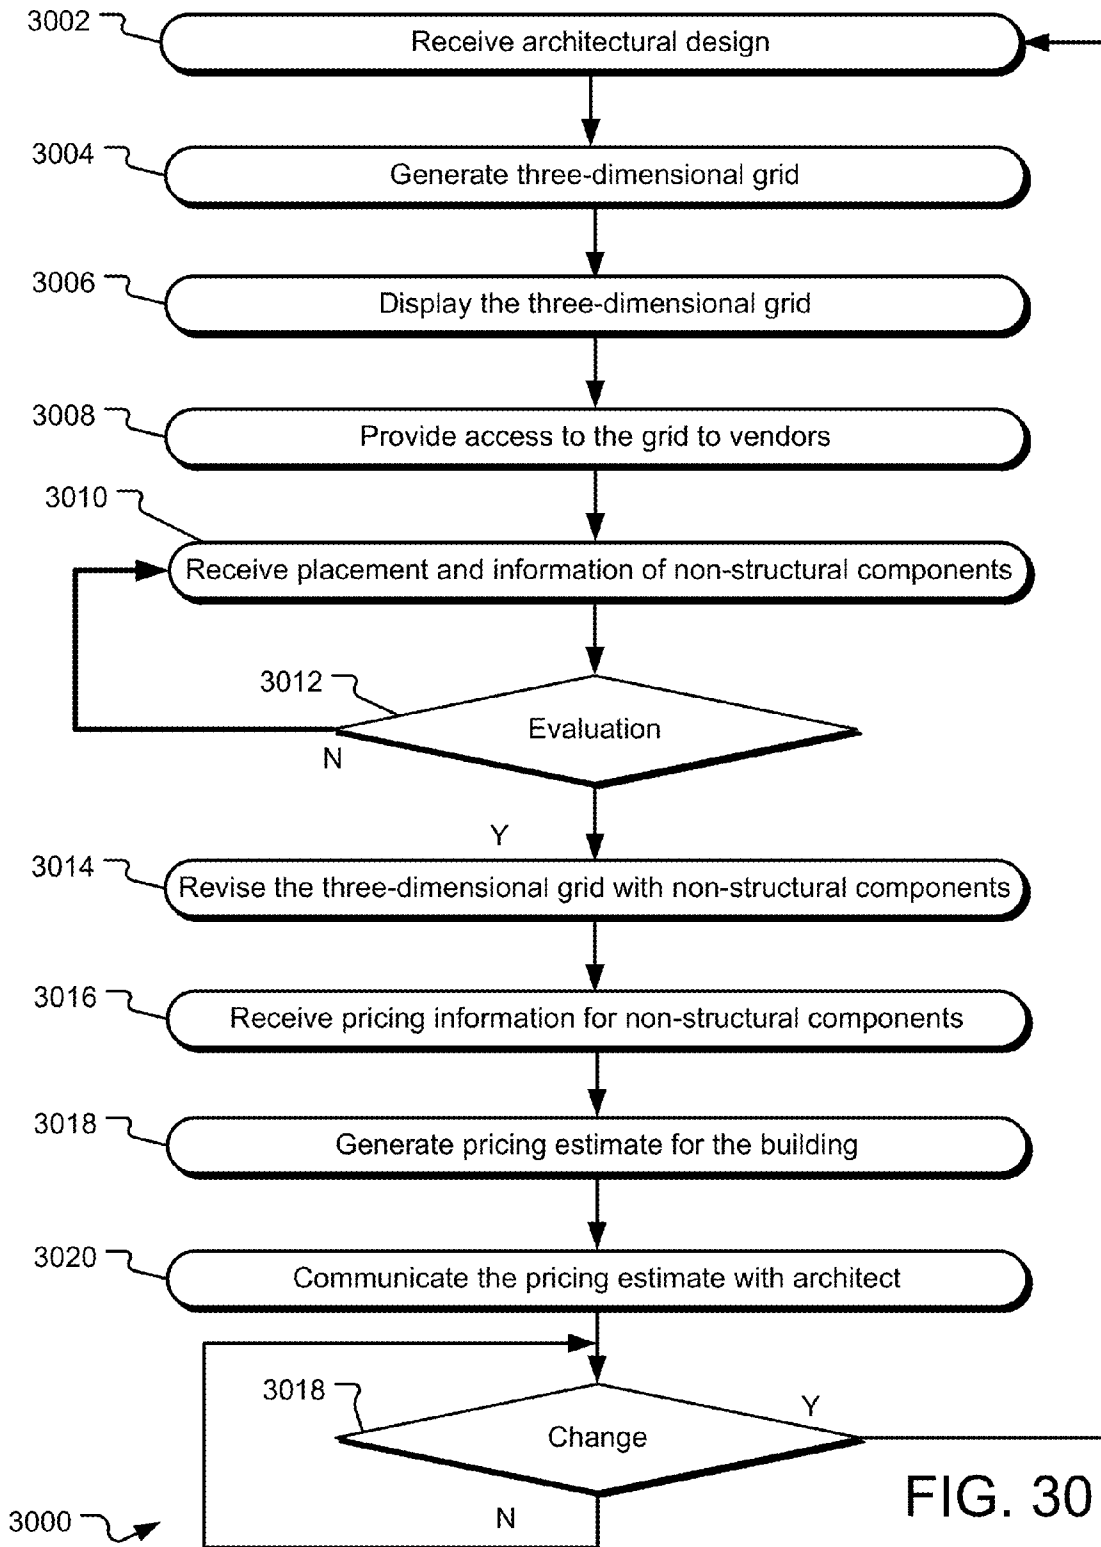 3002
Receive architectural design
3004
Generate three-dimensional grid
3006
Display the three-dimensional grid
3008
Provide access to the grid to vendors
3010
Receive placement and information of non-structural components
3012
Evaluation
N
Y
3014
Revise the three-dimensional grid with non-structural components
3016
Receive pricing information for non-structural components
3018
Generate pricing estimate for the building
3020
Communicate the pricing estimate with architect
3018
Y
Change
FIG. 30
N
3000